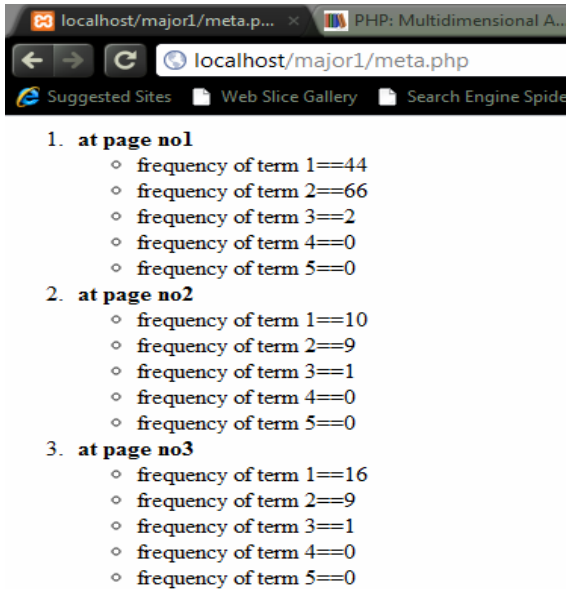 localhost/major1/meta.p... × PHP: Multidimensional A..
localhost/major1/meta.php
Suggested Sites Web Slice Gallery Search Engine Spide
1. at page no1
frequency of term 1==44
frequency of term 2==66
frequency of term 3==2
frequency of term 4==0
frequency of term 5==0
2. at page no2
frequency of term 1==10
frequency of term 2==9
frequency of term 3==1
frequency of term 4==0
frequency of term 5==0
3. at page no3
frequency of term 1==16
frequency of term 2==9
frequency of term 3==1
frequency of term 4==0
frequency of term 5==0